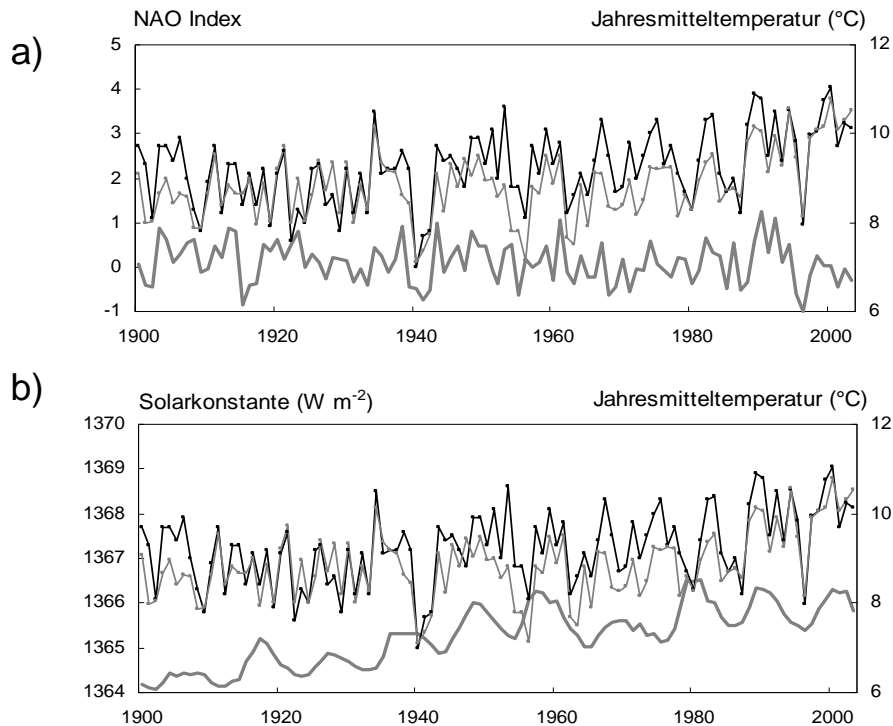 a)
NAO Index Jahresmitteltemperatur (°C)
5 12
4
3 10
2
1 8
0
-1 6
1900 1920 1940 1960 1980 2000
b)
Solarkonstante (W m-2) Jahresmitteltemperatur (°C)
1370 12
1369
1368 10
1367
1366 8
1365
1364 6
1900 1920 1940 1960 1980 2000